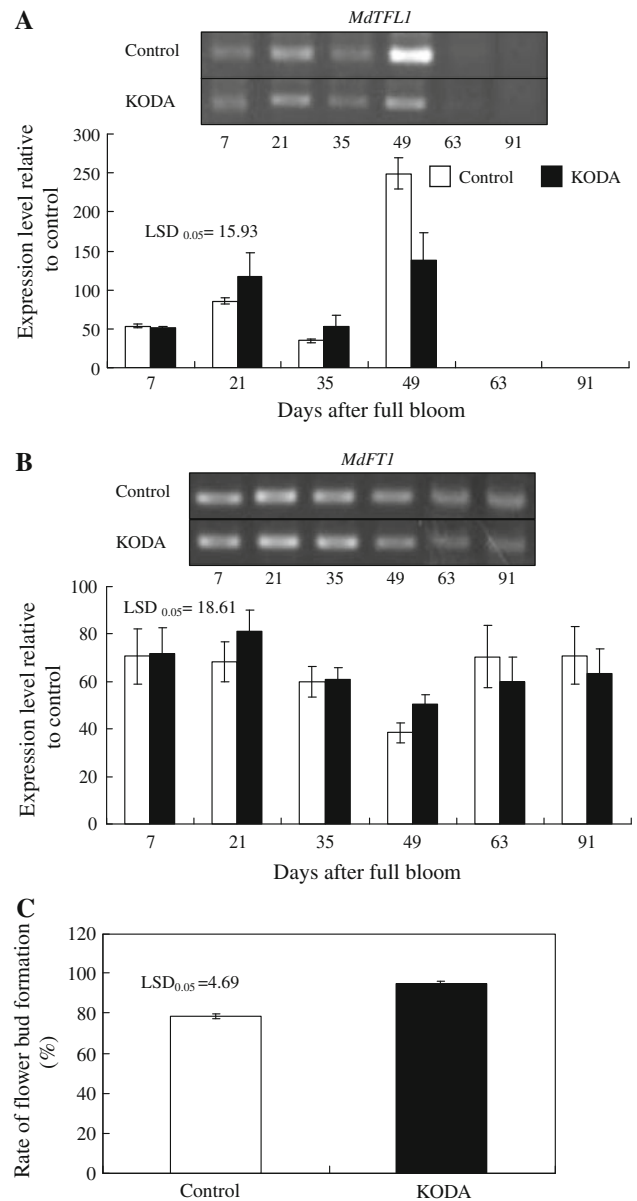 A
MdTFL1
Control
KODA
7 21 35 49 63 91
300
250
200
150
100
50
0
Expression level relative
to control
Control KODA
LSD 0.05= 15.93
7 21 35 49 63 91
Days after full bloom
B
MdFT1
Control
KODA
7 21 35 49 63 91
100
80
60
40
20
0
Expression level relative
to control
LSD 0.05= 18.61
7 21 35 49 63 91
Days after full bloom
C
120
100
80
60
40
20
0
Rate of flower bud formation
(%)
LSD0.05 =4.69
Control KODA